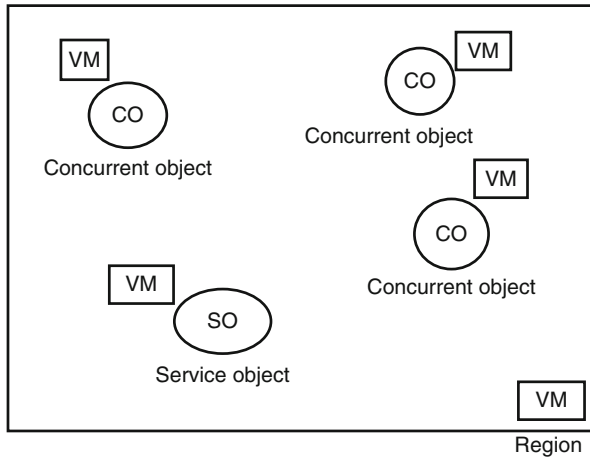 VM
CO
Concurrent object
VM
CO
Concurrent object
VM
CO
Concurrent object
VM
SO
Service object
VM
Region